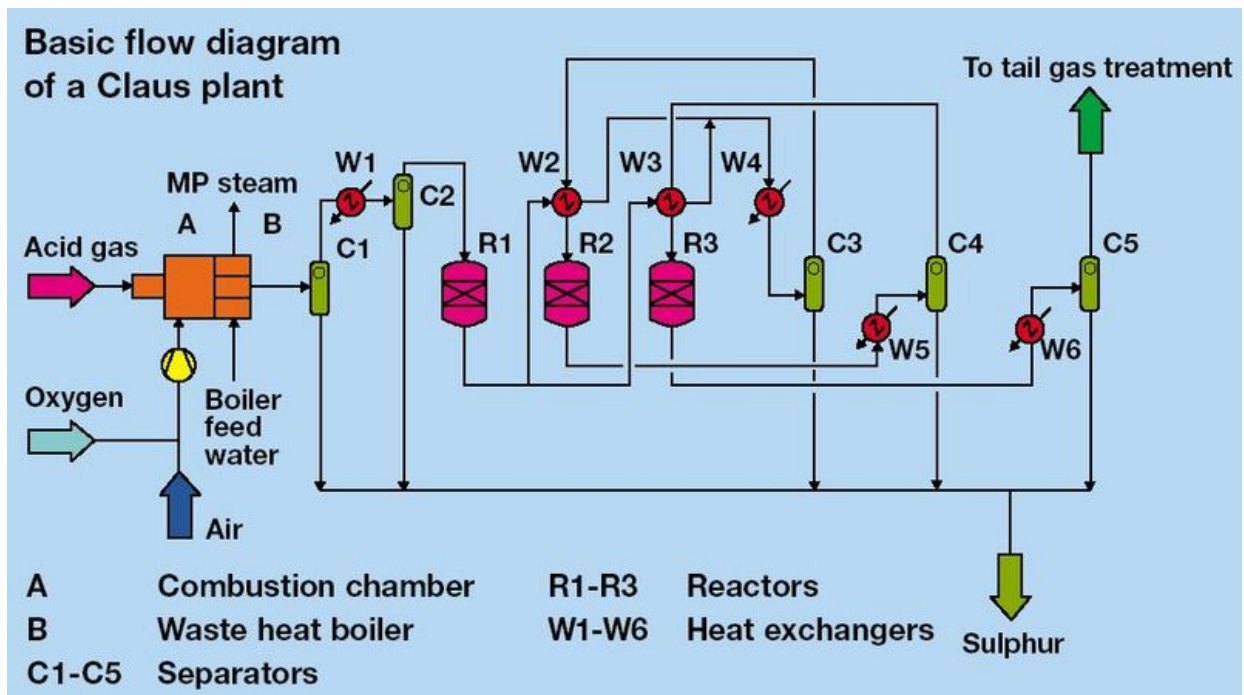 Basic flow diagram
of a Claus plant
To tail gas treatment
W1
W2
W3
W4
MP steam
C2
A
B
Acid gas
C1
R1
R2
R3
C3
C4
C5
W5
W6
Oxygen
Boiler
feed
water
Air
A Combustion chamber R1-R3 Reactors
B Waste heat boiler W1-W6 Heat exchangers
Sulphur
C1-C5 Separators